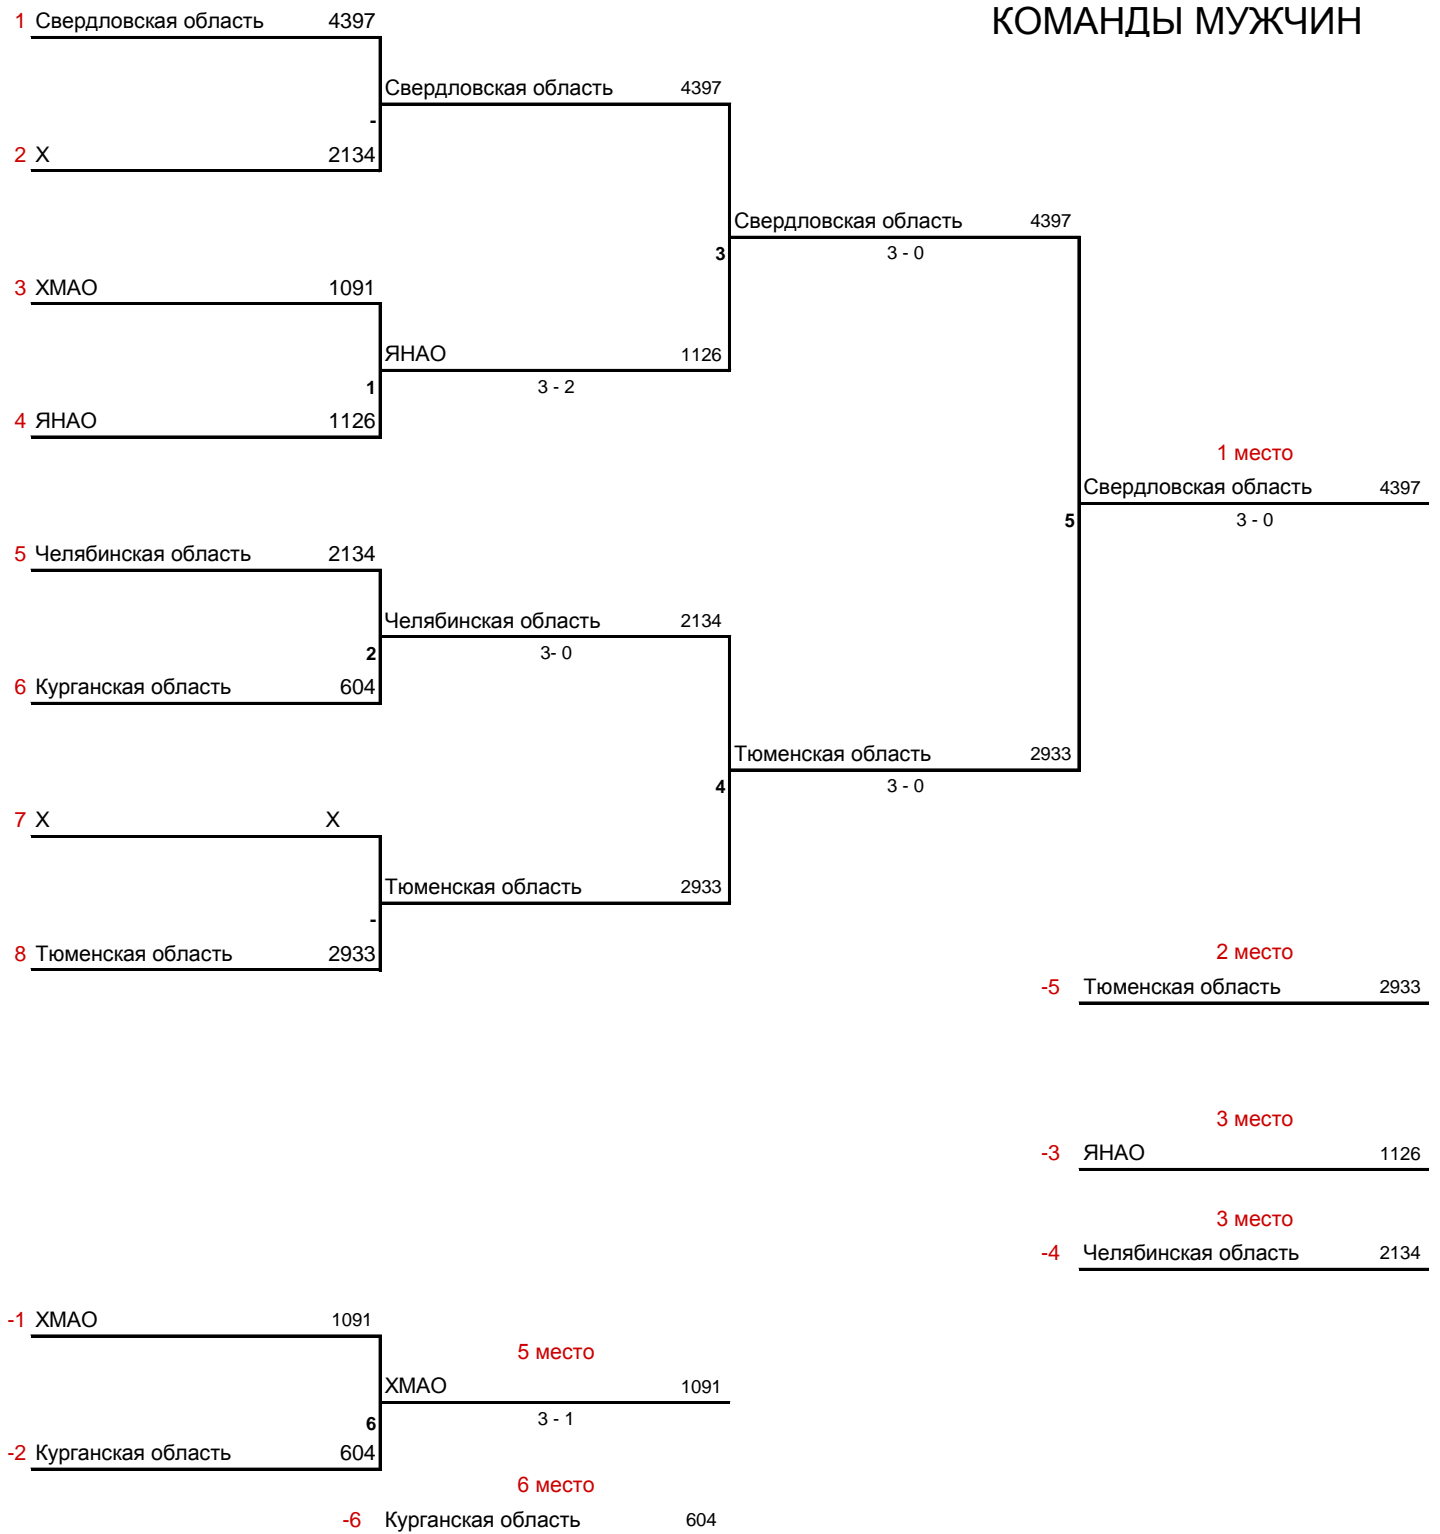 КОМАНДЫ МУЖЧИН
1 Свердловская область 4397
Свердловская область 4397
-
2 Х 2134
Свердловская область 4397
3 3 - 0
3 ХМАО 1091
ЯНАО 1126
1 3 - 2
4 ЯНАО 1126
1 место
Свердловская область 4397
5 3 - 0
5 Челябинская область 2134
Челябинская область 2134
2 3- 0
6 Курганская область 604
Тюменская область 2933
4 3 - 0
7 Х Х
Тюменская область 2933
-
8 Тюменская область 2933
2 место
-5 Тюменская область 2933
3 место
-3 ЯНАО 1126
3 место
-4 Челябинская область 2134
-1 ХМАО 1091
5 место
ХМАО 1091
6 3 - 1
-2 Курганская область 604
6 место
-6 Курганская область 604